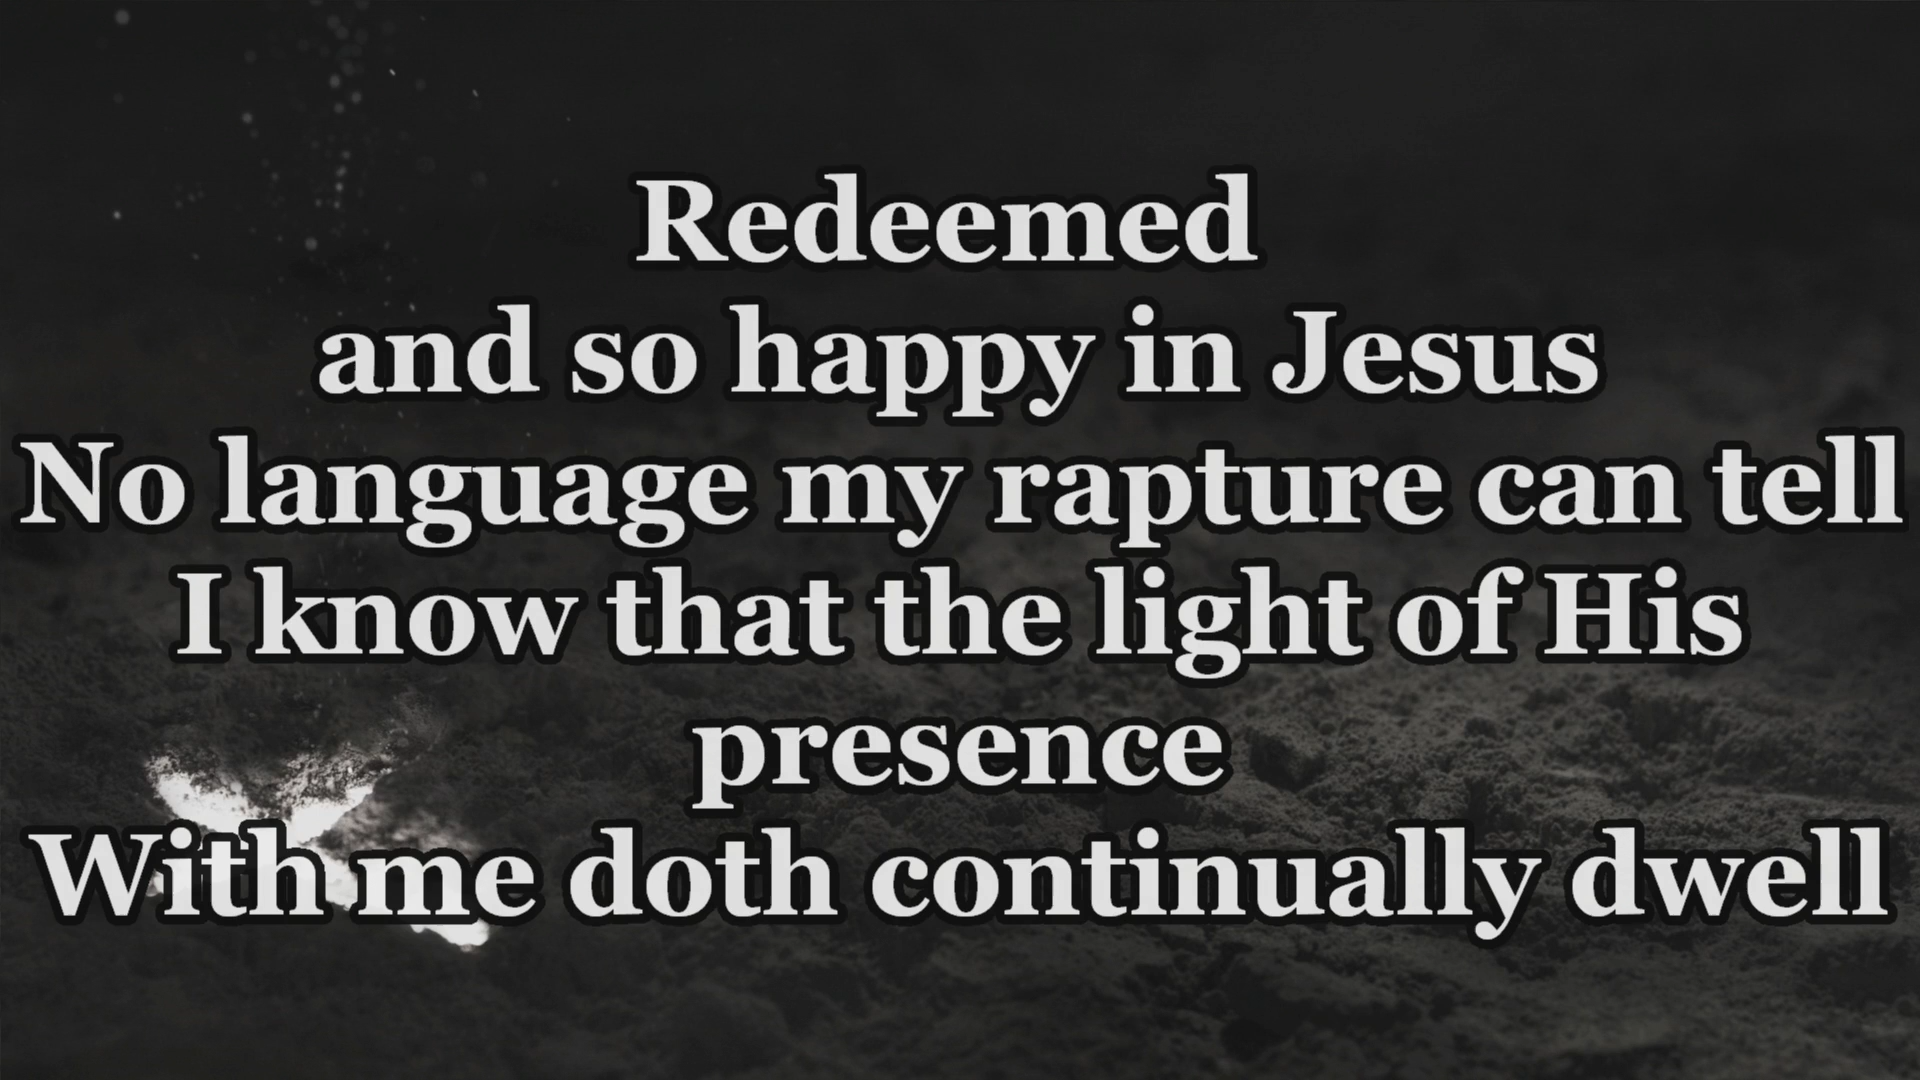 Redeemed
and so happy in Jesus
No language my rapture can tell
I know that the light of His
presence
With me doth continually dwell